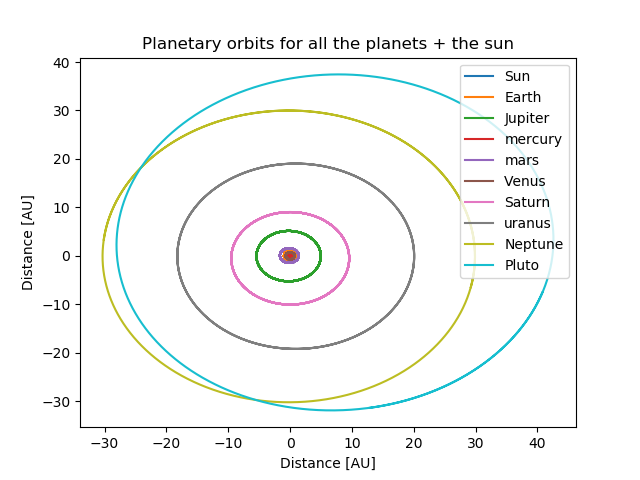 Planetary orbits for all the planets + the sun
40
30
20
10
0
−10
−20
−30
Distance [AU]
−30 −20 −10 0 10 20 30 40
Distance [AU]
Sun
Earth
Jupiter
mercury
mars
Venus
Saturn
uranus
Neptune
Pluto